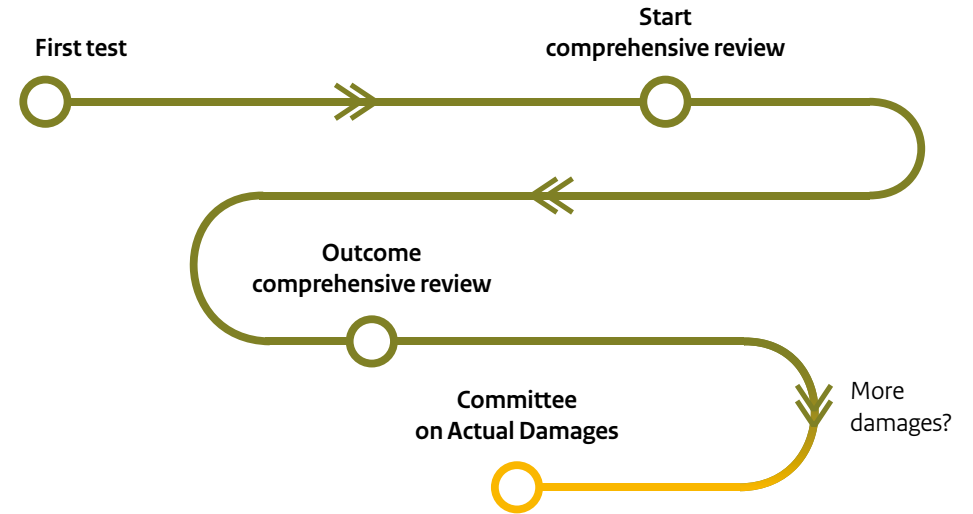 First test
Start
comprehensive review
Outcome
comprehensive review
More
damages?
Committee
on Actual Damages